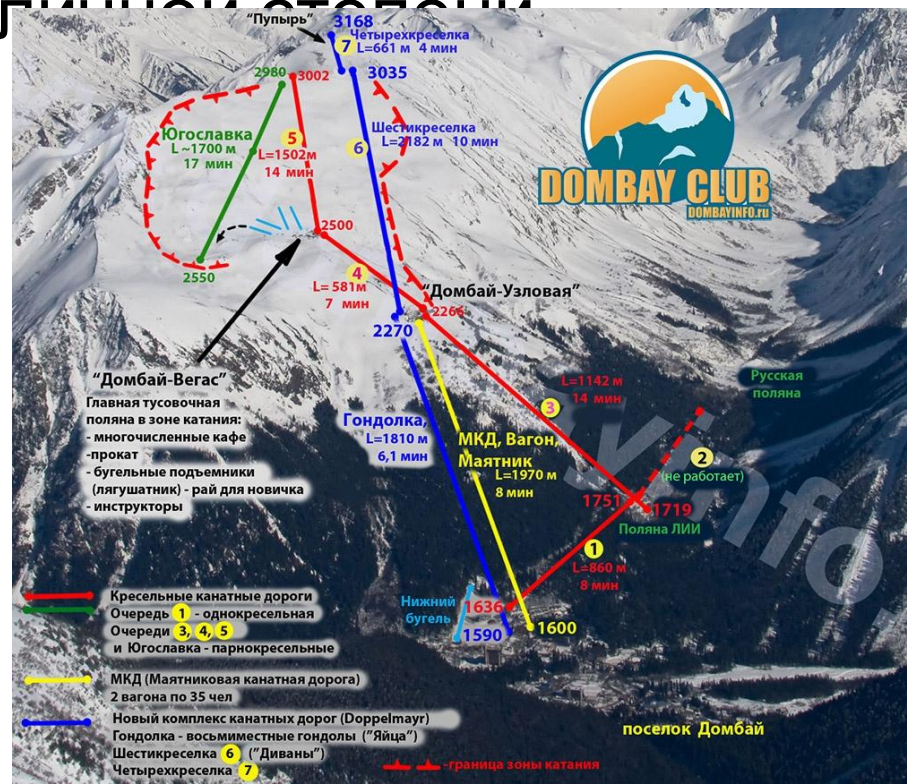 личной степени
"Пупырь"
3168
7
Четырехкреселка
L=661 м 4 мин
2980
3002
3035
Югославка
L ~1700 м
17 мин
5
L=1502м
14 мин
Шестикреселка
L=2182 м 10 мин
6
DOMBAY CLUB
DOMBAYINFO.ru
2500
2550
4
L= 581м
7 мин
"Домбай-Узловая"
2266
2270
"Домбай-Вегас"
Главная тусовочная
поляна в зоне катания:
- многочисленные кафе
-прокат
- бугельные подъемники
(лягушатник) - рай для новичка
- инструкторы
Гондолка,
L=1810 м
6,1 мин
МКД, Вагон,
Маятник
L=1970 м
8 мин
L=1142 м
14 мин
3
Русская
поляна
2
(не работает)
1751
1719
Поляна ЛИИ
1
L=860 м
8 мин
yinfo.
Нижний
бугель
1636
1590
1600
Кресельные канатные дороги
Очередь 1 - однокресельная
Очереди 3, 4, 5
и Югославка - парнокресельные
МКД (Маятниковая канатная дорога)
2 вагона по 35 чел
Новый комплекс канатных дорог (Doppelmayr)
Гондолка - восьмиместные гондолы ("Яйца")
Шестикреселка 6 ("Диваны")
Четырехкреселка 7
-граница зоны катания
поселок Домбай